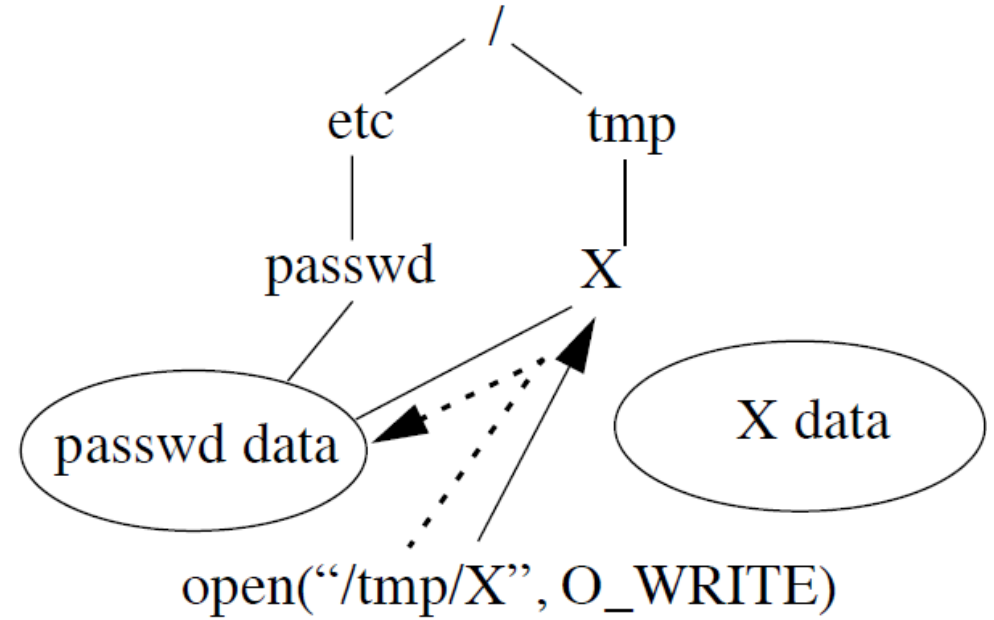 /
etc tmp
passwd X
passwd data X data
open(“/tmp/X”, O_WRITE)